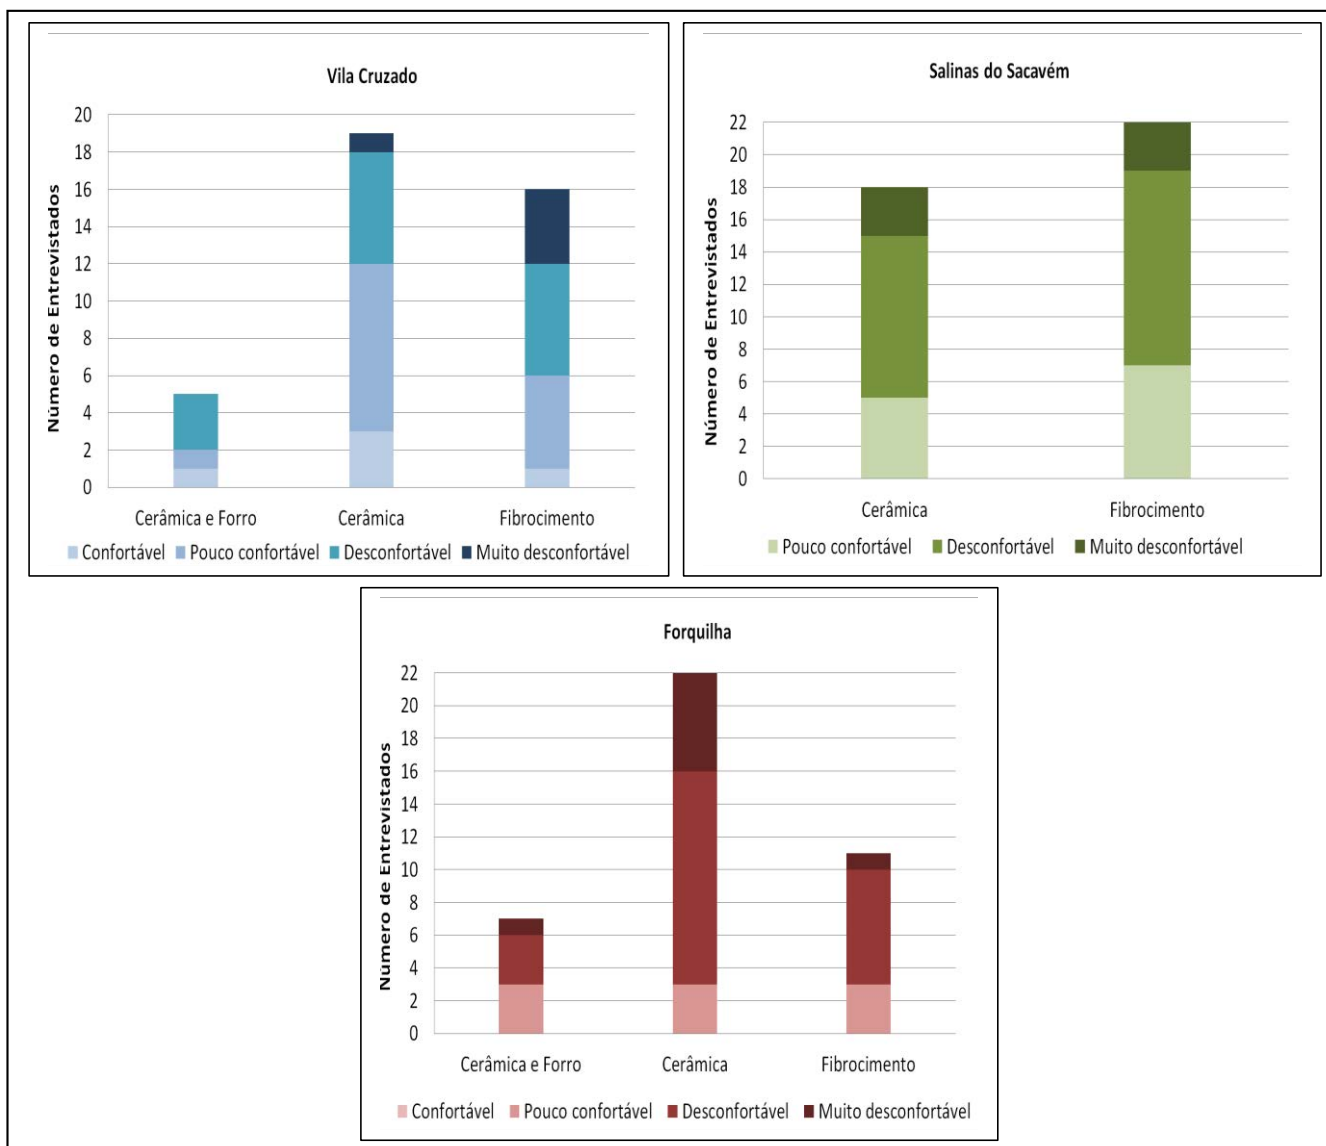 Vila Cruzado
Número de Entrevistados
20
18
16
14
12
10
8
6
4
2
0
Cerâmica e Forro Cerâmica Fibrocimento
Confortável Pouco confortável Desconfortável Muito desconfortável
Salinas do Sacavém
Número de Entrevistados
22
20
18
16
14
12
10
8
6
4
2
0
Cerâmica Fibrocimento
Pouco confortável Desconfortável Muito desconfortável
Forquilha
Número de Entrevistados
22
20
18
16
14
12
10
8
6
4
2
0
Cerâmica e Forro Cerâmica Fibrocimento
Confortável Pouco confortável Desconfortável Muito desconfortável